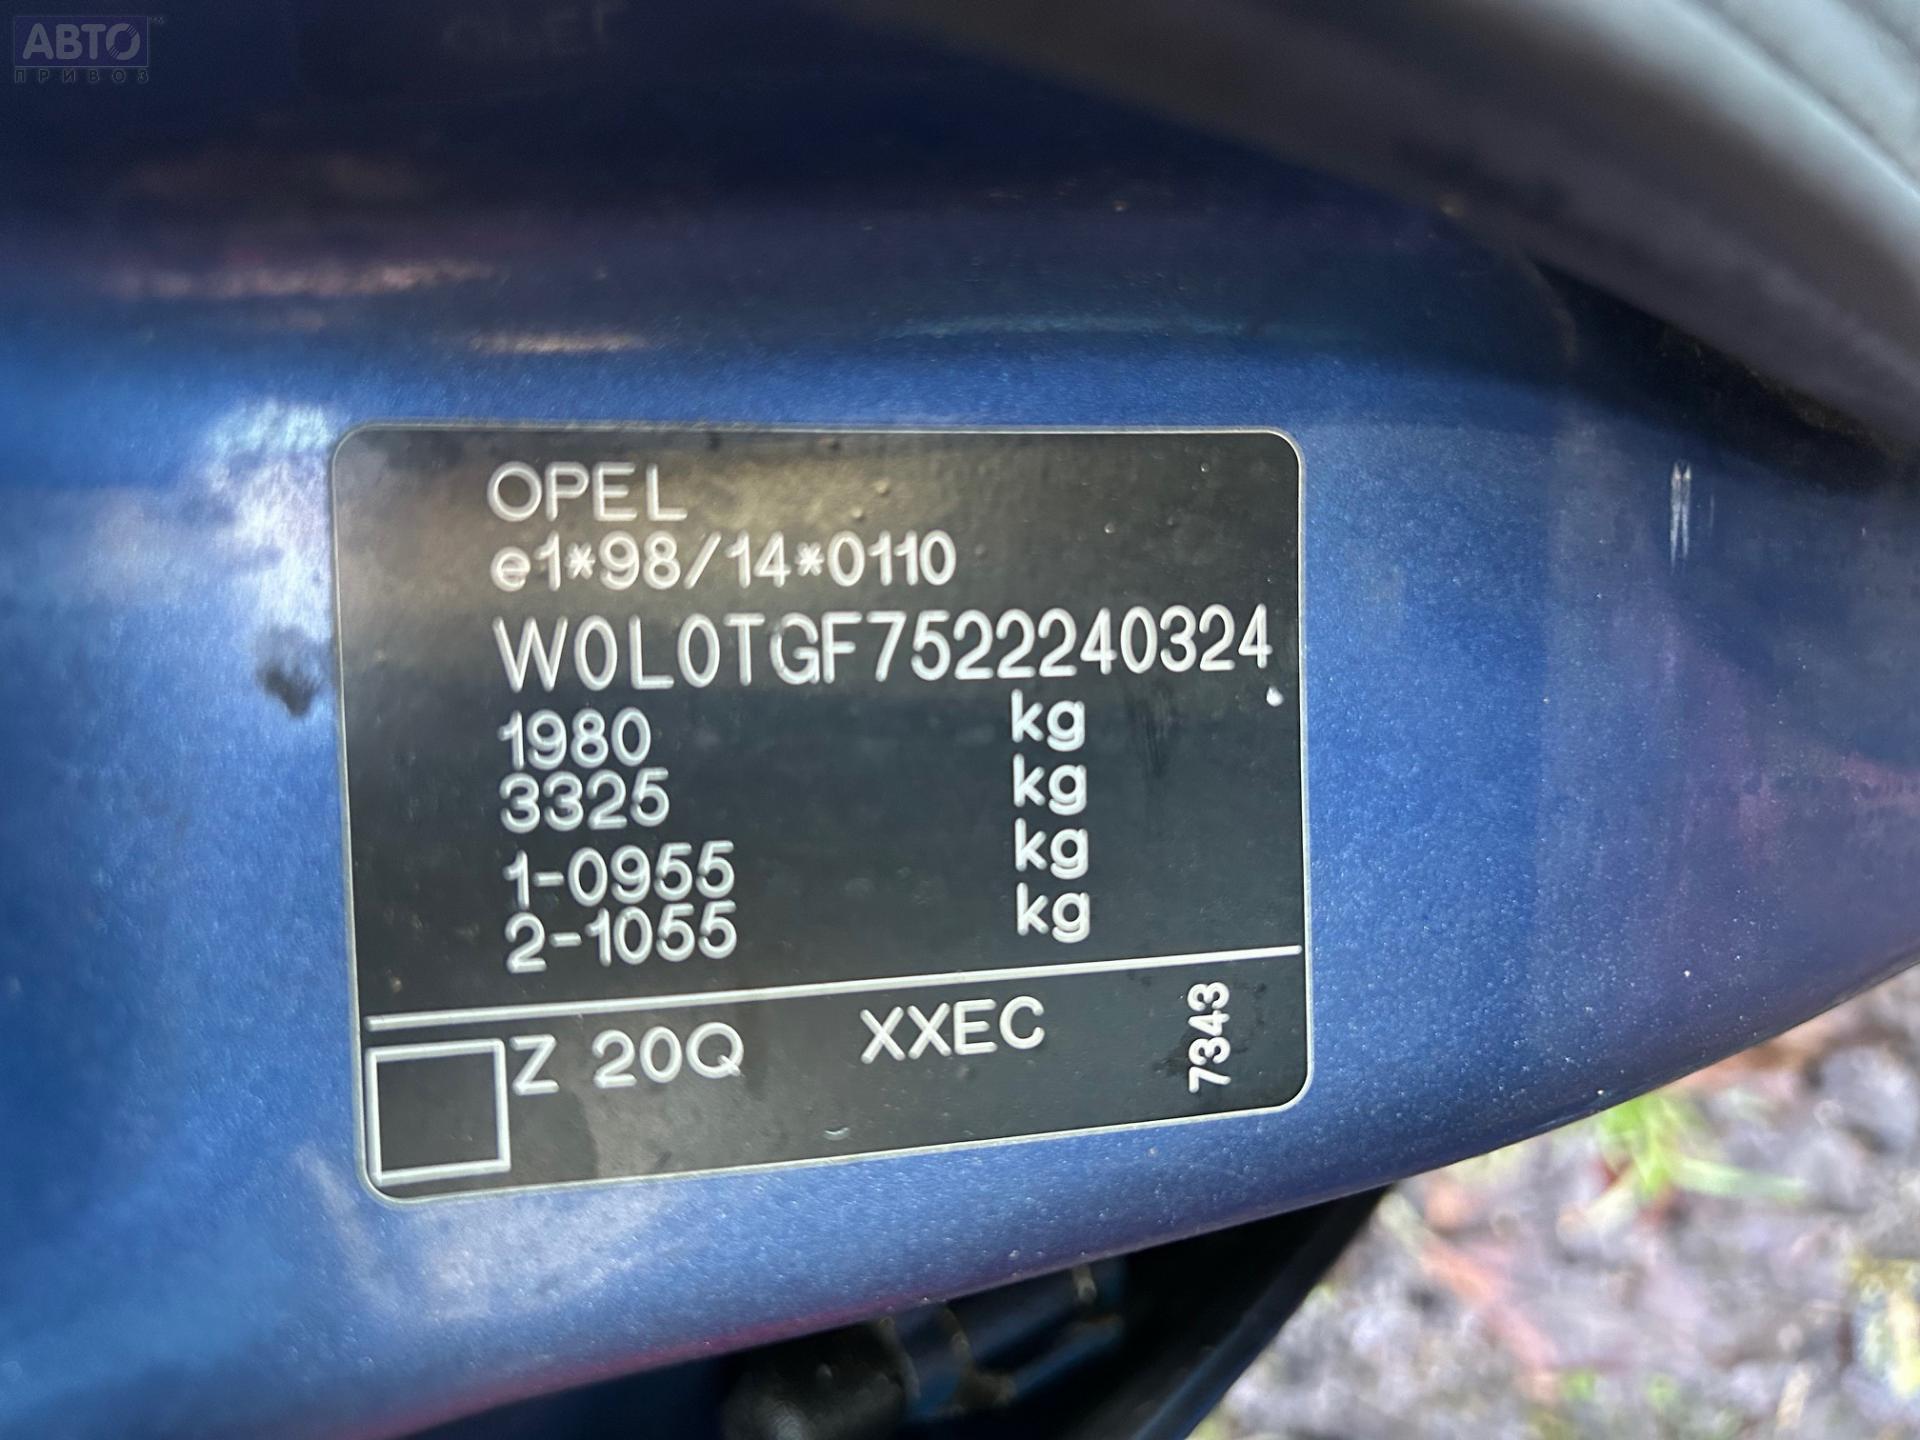 АВТО
ПРИВОЗ
OPEL
e1*98/14*0110
W0L0TGF7522240324
1980 kg
3325 kg
1-0955 kg
2-1055 kg
Z 20Q XXEC
7343